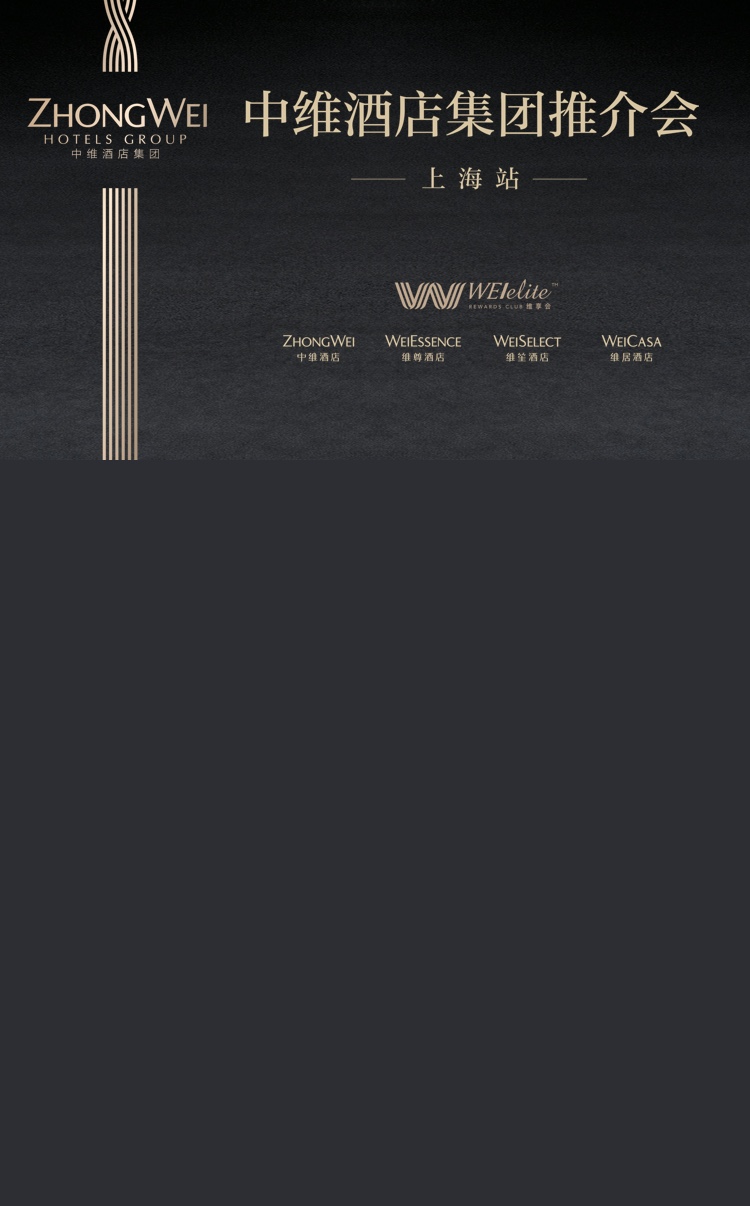 ZHONGWEI
HOTELS GROUP
中维酒店集团
中维酒店集团推介会
上海站
WEIelite™
REWARDS CLUB 维享会
ZHONGWEI WEIESSENCE WEISELECT WEICASA
中维酒店 维尊酒店 维笙酒店 维居酒店